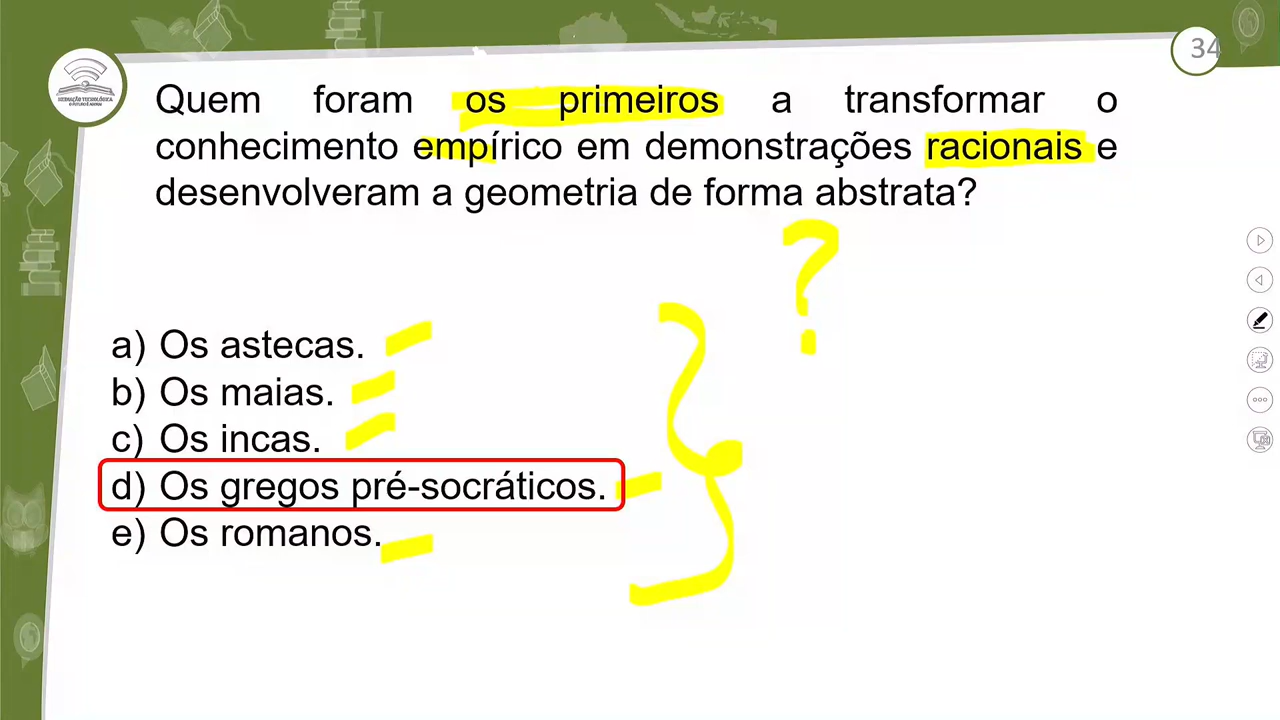 34
Quem foram os primeiros a transformar o
conhecimento empírico em demonstrações racionais e
desenvolveram a geometria de forma abstrata?
?
a) Os astecas.
b) Os maias.
c) Os incas.
d) Os gregos pré-socráticos.
e) Os romanos.